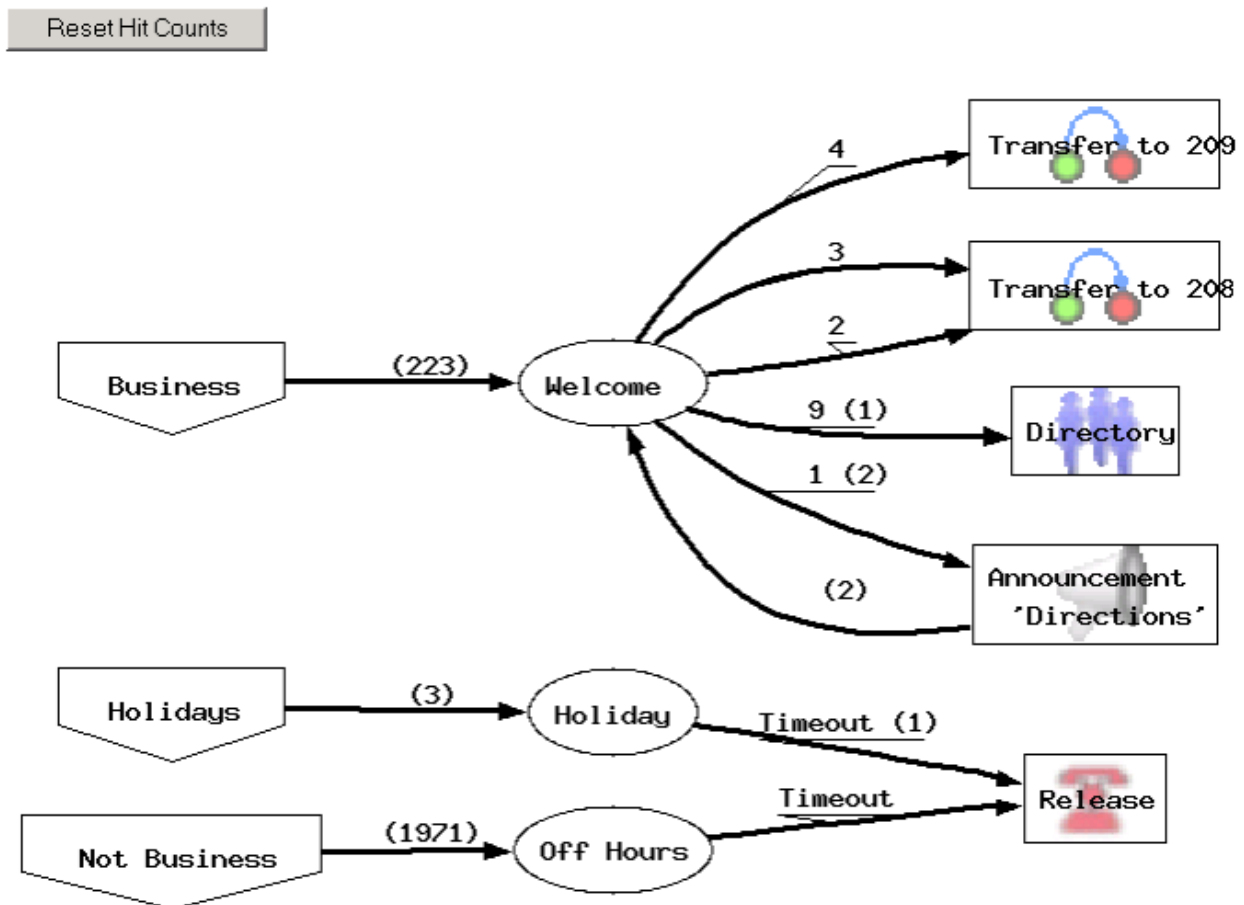 Reset Hit Counts
4
Transfer to 209
3
Transfer to 208
2
(223)
Business
Welcome
9 (1)
Directory
1 (2)
Announcement
'Directions'
(2)
Holidays
(3)
Holiday
Timeout (1)
Release
Timeout
Not Business
(1971)
Off Hours